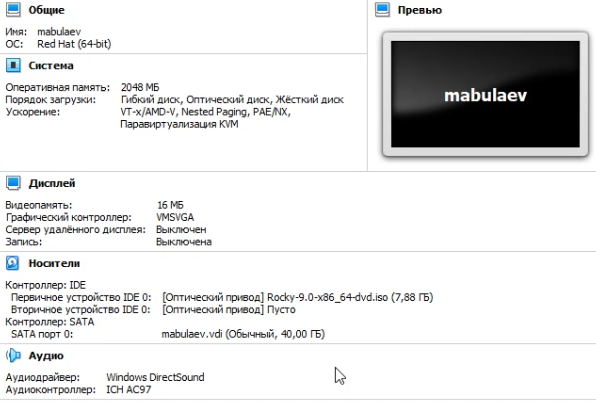 Общие
Имя: mabulaev
ОС: Red Hat (64-bit)
Система
Оперативная память: 2048 МБ
Порядок загрузки: Гибкий диск, Оптический диск, Жёсткий диск
Ускорение: VT-x/AMD-V, Nested Paging, PAE/NX,
Паравиртуализация KVM
Превью
mabulaev
Дисплей
Видеопамять: 16 МБ
Графический контроллер: VMSVGA
Сервер удалённого дисплея: Выключен
Запись: Выключена
Носители
Контроллер: IDE
Первичное устройство IDE 0: [Оптический привод] Rocky-9.0-x86_64-dvd.iso (7,88 ГБ)
Вторичное устройство IDE 0: [Оптический привод] Пусто
Контроллер: SATA
SATA порт 0: mabulaev.vdi (Обычный, 40,00 ГБ)
Аудио
Аудиодрайвер: Windows DirectSound
Аудиоконтроллер: ICH AC97